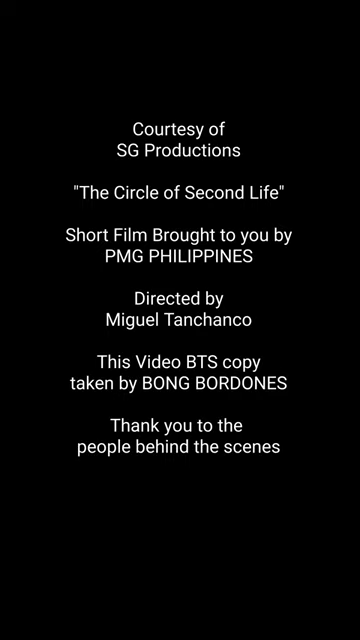 Courtesy of
SG Productions
"The Circle of Second Life"
Short Film Brought to you by
PMG PHILIPPINES
Directed by
Miguel Tanchanco
This Video BTS copy
taken by BONG BORDONES
Thank you to the
people behind the scenes